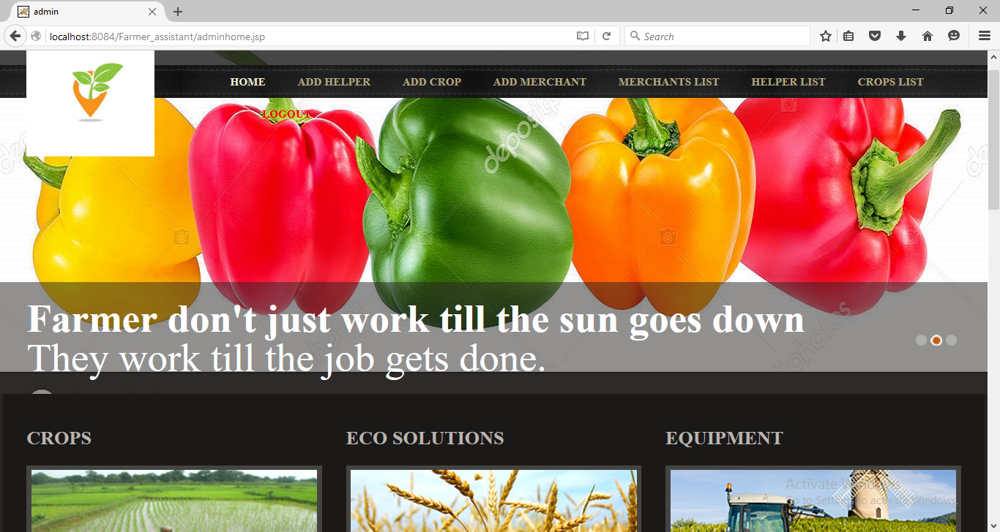 admin
localhost:8084/Farmer_assistant/adminhome.jsp
Search
HOME ADD HELPER ADD CROP ADD MERCHANT MERCHANTS LIST HELPER LIST CROPS LIST
LOGOUT
depositp
Farmer don't just work till the sun goes down
They work till the job gets done.
CROPS ECO SOLUTIONS EQUIPMENT
Activate Windows
Go to Settings to activate Windows.